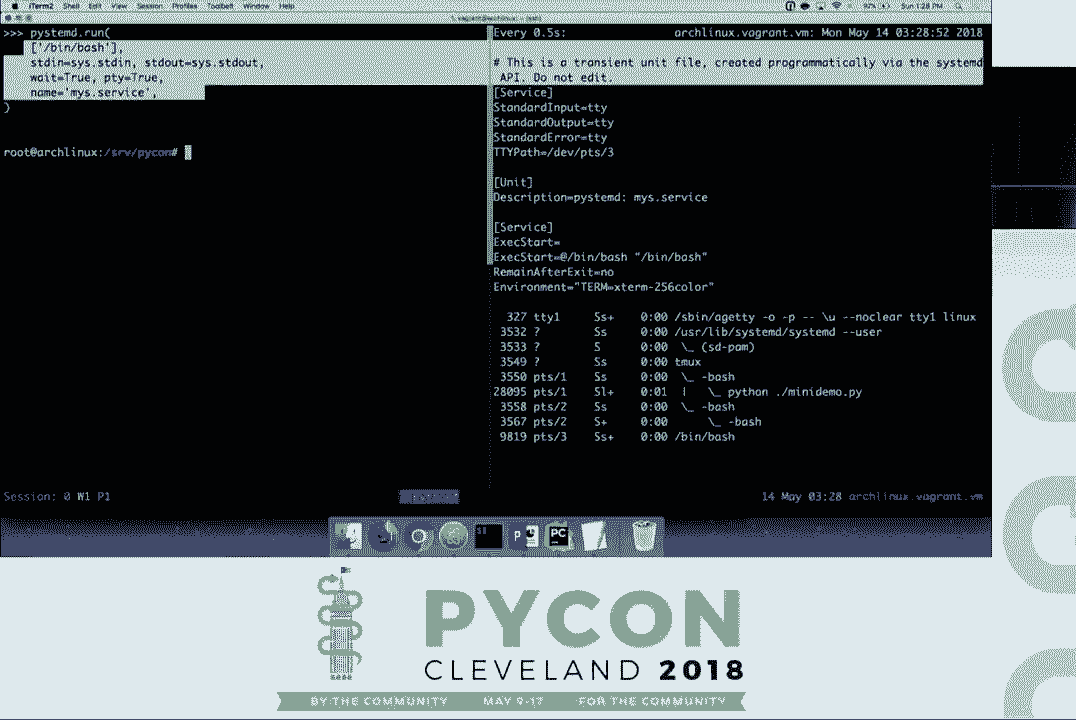 iTerm2 Shell Edit View Session Profiles Toolbelt Window Help
Sun 1:28 PM
>>> pystemd.run(
['/bin/bash'],
stdin=sys.stdin, stdout=sys.stdout,
wait=True, pty=True,
name='mys.service',
)
root@archlinux:/srv/pycon#
Every 0.5s: archlinux.vagrant.vm: Mon May 14 03:28:52 2018
# This is a transient unit file, created programmatically via the systemd
API. Do not edit.
[Service]
StandardInput=tty
StandardOutput=tty
StandardError=tty
TTYPath=/dev/pts/3
[Unit]
Description=pystemd: mys.service
[Service]
ExecStart=
ExecStart=@/bin/bash "/bin/bash"
RemainAfterExit=no
Environment="TERM=xterm-256color"
327 tty1 Ss+ 0:00 /sbin/agetty -o -p -- \u --noclear tty1 linux
3532 ? Ss 0:00 /usr/lib/systemd/systemd --user
3533 ? S 0:00 \_ (sd-pam)
3549 ? Ss 0:00 tmux
3550 pts/1 Ss 0:00 \_ -bash
28095 pts/1 Sl+ 0:01 | \_ python ./minidemo.py
3558 pts/2 Ss 0:00 \_ -bash
3567 pts/2 S+ 0:00 \_ -bash
9819 pts/3 Ss+ 0:00 /bin/bash
Session: 0 W1 P1
14 May 03:28 archlinux.vagrant.vm
PC
PYCON
CLEVELAND 2018
BY THE COMMUNITY MAY 9-17 FOR THE COMMUNITY